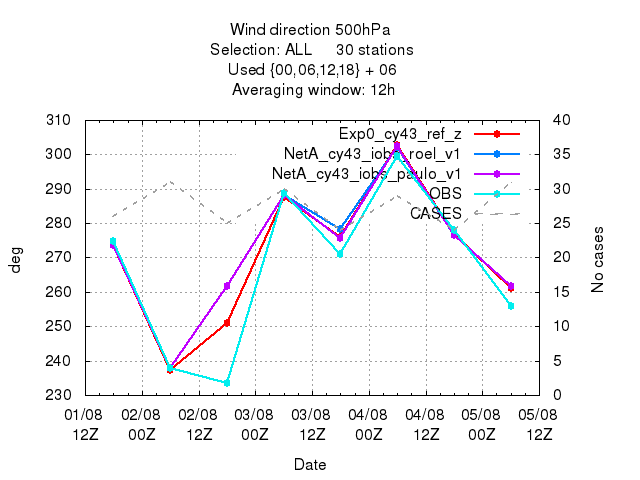 Wind direction 500hPa
Selection: ALL 30 stations
Used {00,06,12,18} + 06
Averaging window: 12h
Exp0_cy43_ref_z
NetA_cy43_iobs_roel_v1
NetA_cy43_iobs_paulo_v1
OBS
CASES
310
300
290
280
270
260
250
240
230
deg
40
35
30
25
20
15
10
5
0
No cases
01/08 02/08 02/08 03/08 03/08 04/08 04/08 05/08 05/08
12Z 00Z 12Z 00Z 12Z 00Z 12Z 00Z 12Z
Date